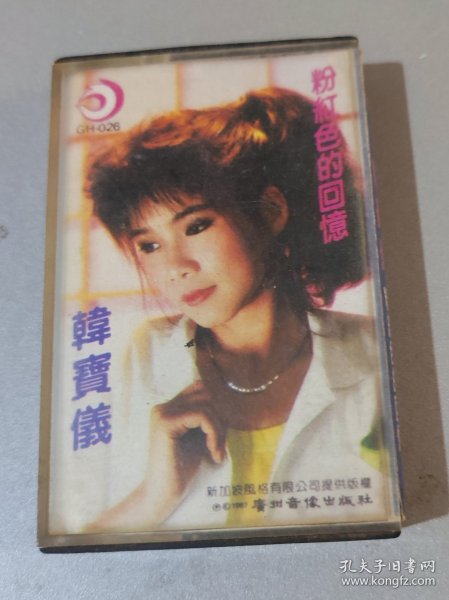 GH-026
粉紅色的回憶
韓寶儀
新加坡風格有限公司提供版權
℗©1987 廣州音像出版社
孔夫子旧书网
www.kongfz.com